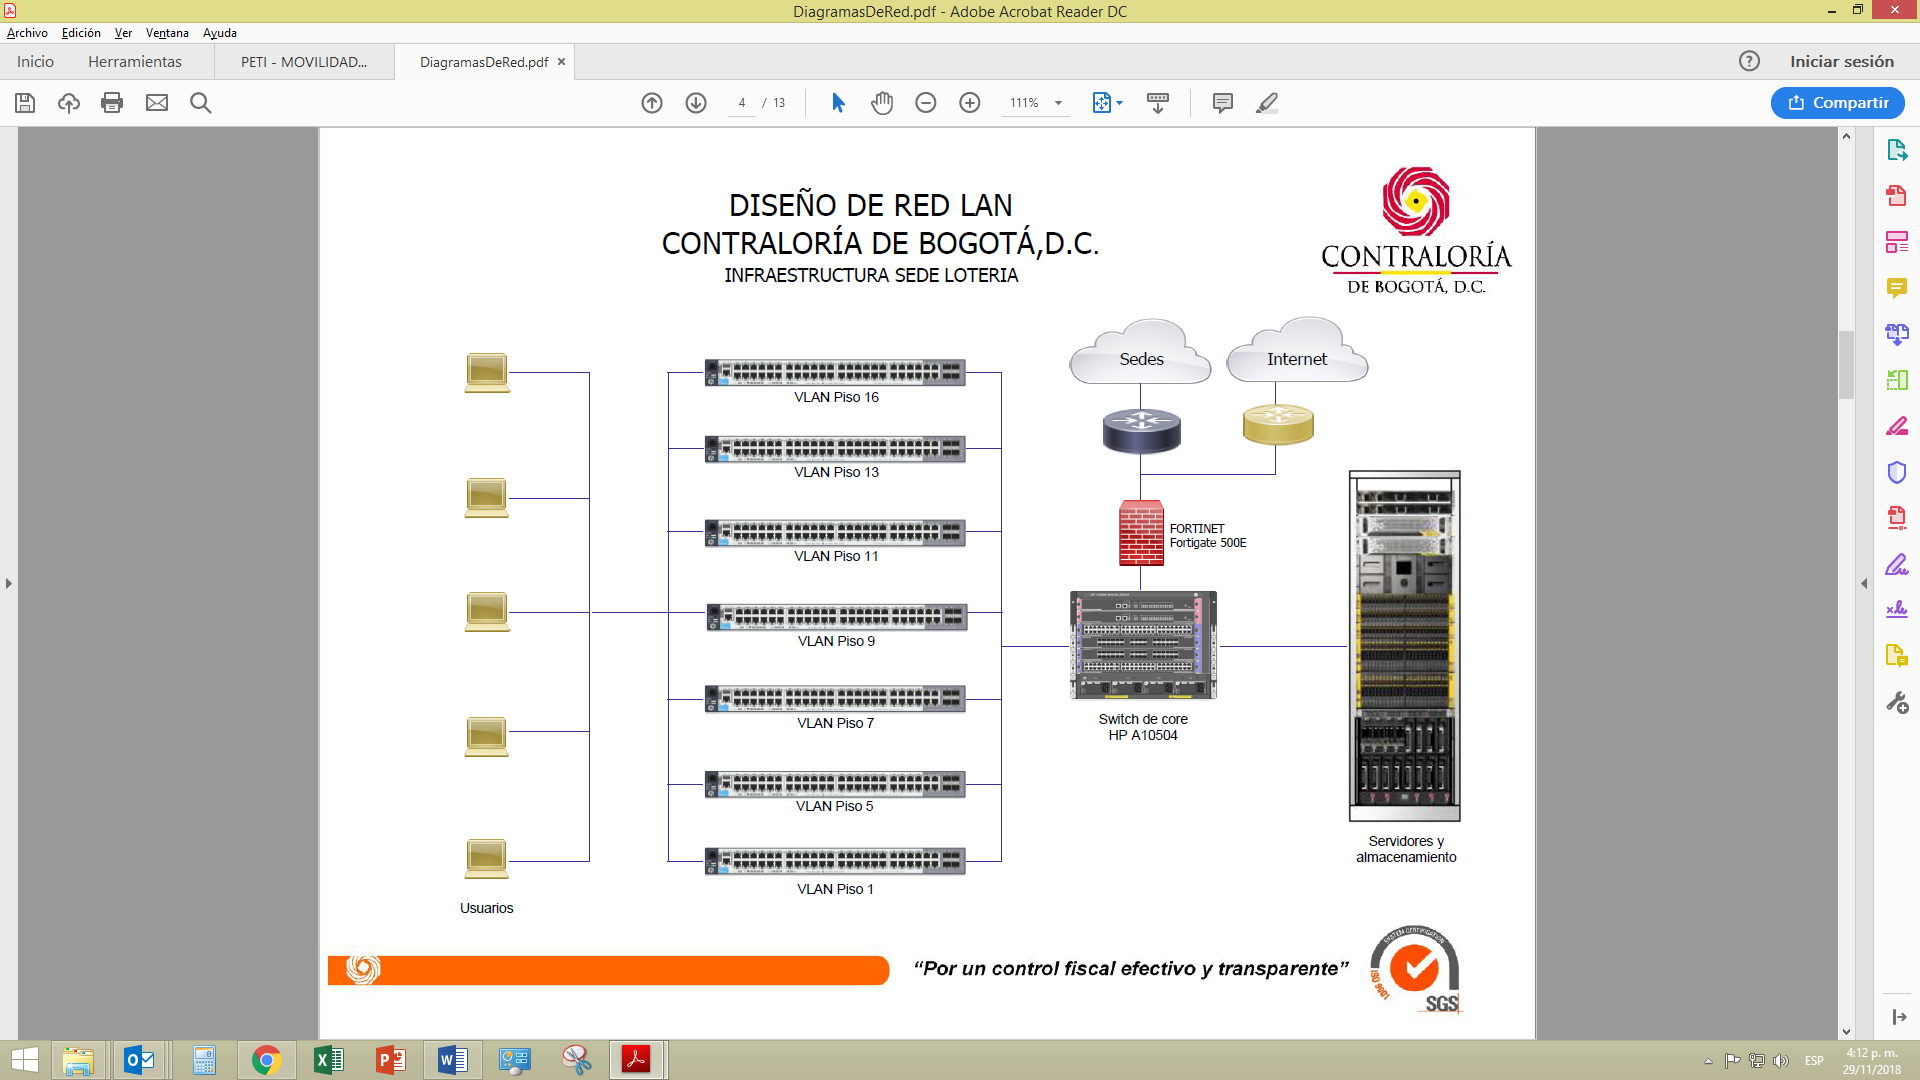 DiagramasDeRed.pdf - Adobe Acrobat Reader DC
Archivo Edición Ver Ventana Ayuda
Inicio Herramientas PETI - MOVILIDAD... DiagramasDeRed.pdf × Iniciar sesión
4 / 13 111% Compartir
DISEÑO DE RED LAN
CONTRALORÍA DE BOGOTÁ,D.C.
INFRAESTRUCTURA SEDE LOTERIA
CONTRALORÍA
DE BOGOTÁ, D.C.
Sedes
Internet
VLAN Piso 16
VLAN Piso 13
VLAN Piso 11
VLAN Piso 9
VLAN Piso 7
VLAN Piso 5
VLAN Piso 1
Usuarios
FORTINET
Fortigate 500E
Switch de core
HP A10504
Servidores y
almacenamiento
“Por un control fiscal efectivo y transparente”
SYSTEM CERTIFICATION
ISO 9001
SGS
ESP
4:12 p. m.
29/11/2018